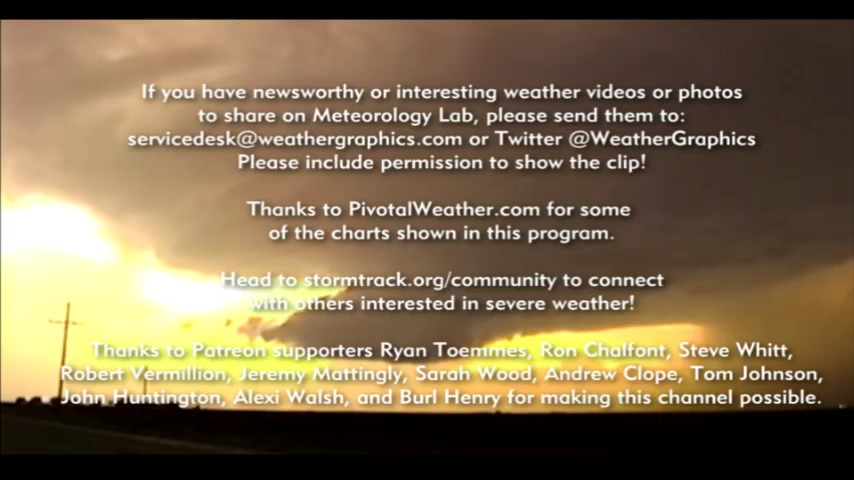 If you have newsworthy or interesting weather videos or photos
to share on Meteorology Lab, please send them to:
servicedesk@weathergraphics.com or Twitter @WeatherGraphics
Please include permission to show the clip!
Thanks to PivotalWeather.com for some
of the charts shown in this program.
Head to stormtrack.org/community to connect
with others interested in severe weather!
Thanks to Patreon supporters Ryan Toemmes, Ron Chalfont, Steve Whitt,
Robert Vermillion, Jeremy Mattingly, Sarah Wood, Andrew Clope, Tom Johnson,
John Huntington, Alexi Walsh, and Burl Henry for making this channel possible.